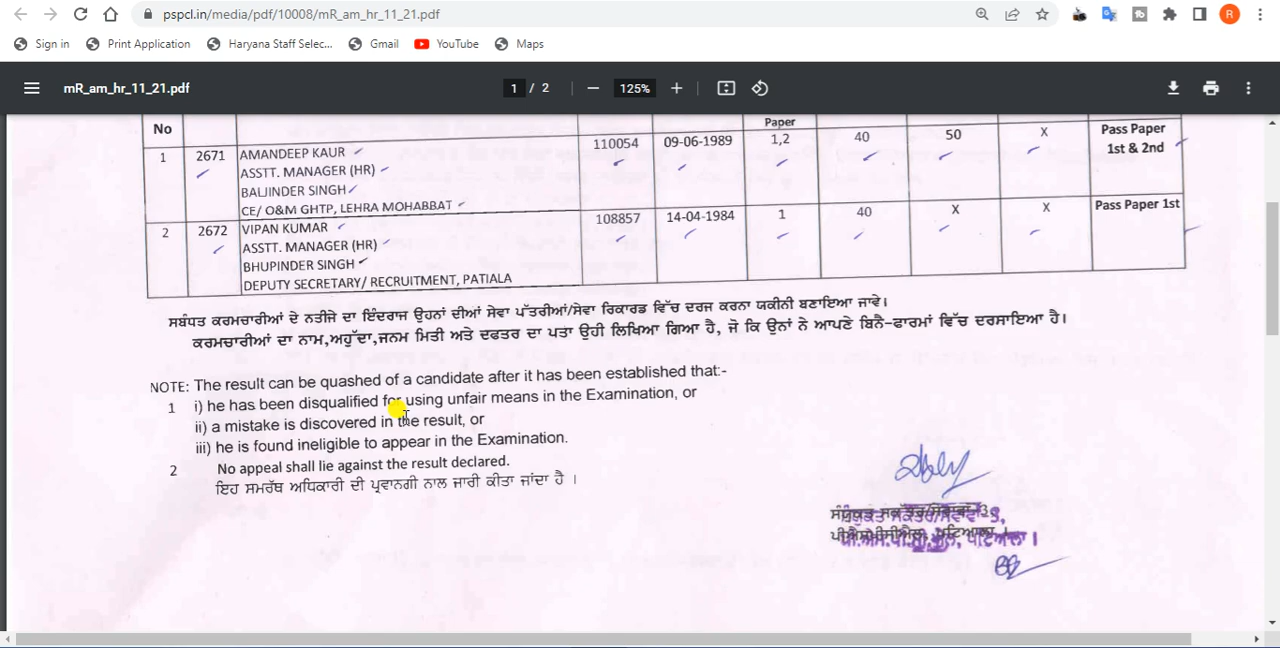 pspcl.in/media/pdf/10008/mR_am_hr_11_21.pdf
R
Sign in Print Application Haryana Staff Selec... Gmail YouTube Maps
mR_am_hr_11_21.pdf 1 / 2 125%
No Paper
1 2671 AMANDEEP KAUR 110054 09-06-1989 1,2 40 50 X Pass Paper 1st & 2nd
ASSTT. MANAGER (HR)
BALJINDER SINGH
CE/ O&M GHTP, LEHRA MOHABBAT
2 2672 VIPAN KUMAR 108857 14-04-1984 1 40 X X Pass Paper 1st
ASSTT. MANAGER (HR)
BHUPINDER SINGH
DEPUTY SECRETARY/ RECRUITMENT, PATIALA
ਸਬੰਧਤ ਕਰਮਚਾਰੀਆਂ ਦੇ ਨਤੀਜੇ ਦਾ ਇੰਦਰਾਜ ਉਹਨਾਂ ਦੀਆਂ ਸੇਵਾ ਪੱਤਰੀਆਂ/ਸੇਵਾ ਰਿਕਾਰਡ ਵਿੱਚ ਦਰਜ ਕਰਨਾ ਯਕੀਨੀ ਬਣਾਇਆ ਜਾਵੇ।
ਕਰਮਚਾਰੀਆਂ ਦਾ ਨਾਮ,ਅਹੁੱਦਾ,ਜਨਮ ਮਿਤੀ ਅਤੇ ਦਫਤਰ ਦਾ ਪਤਾ ਉਹੀ ਲਿਖਿਆ ਗਿਆ ਹੈ, ਜੋ ਕਿ ਉਨਾਂ ਨੇ ਆਪਣੇ ਬਿਨੈ-ਫਾਰਮਾਂ ਵਿੱਚ ਦਰਸਾਇਆ ਹੈ।
NOTE: The result can be quashed of a candidate after it has been established that:-
1 i) he has been disqualified for using unfair means in the Examination, or
ii) a mistake is discovered in the result, or
iii) he is found ineligible to appear in the Examination.
2 No appeal shall lie against the result declared.
ਇਹ ਸਮਰੱਥ ਅਧਿਕਾਰੀ ਦੀ ਪ੍ਰਵਾਨਗੀ ਨਾਲ ਜਾਰੀ ਕੀਤਾ ਜਾਂਦਾ ਹੈ ।